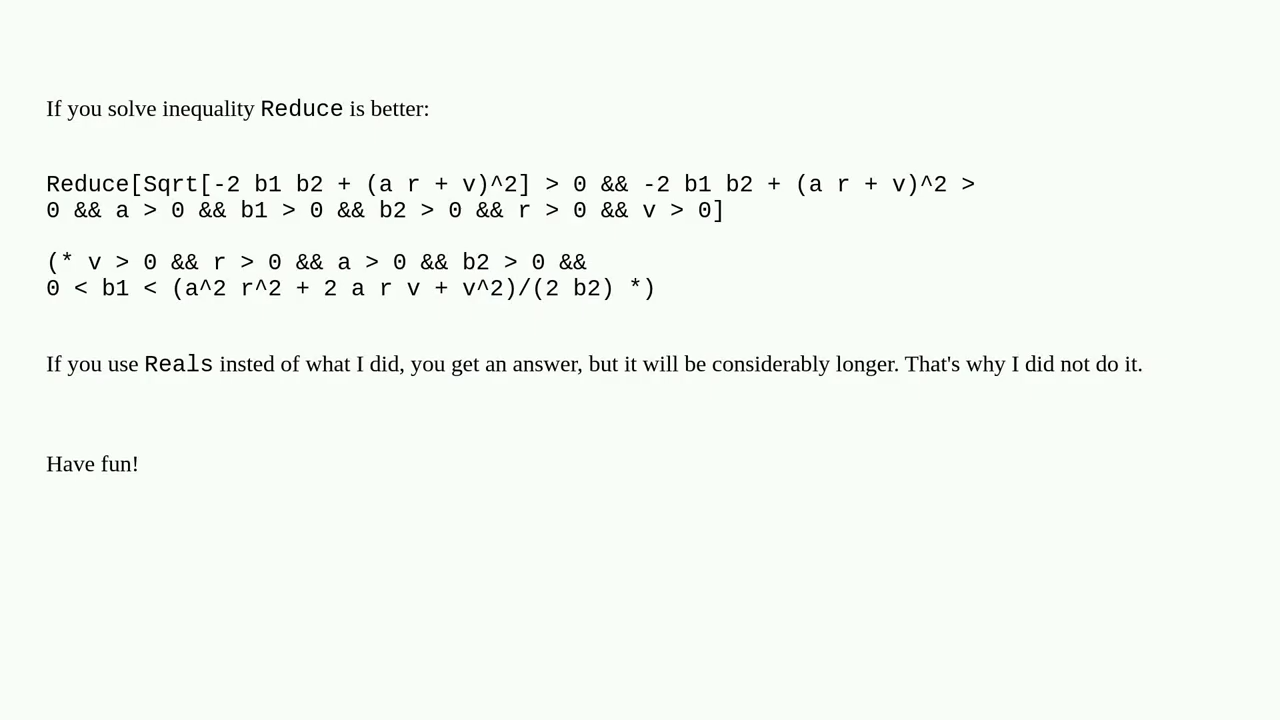 If you solve inequality Reduce is better:
Reduce[Sqrt[-2 b1 b2 + (a r + v)^2] > 0 && -2 b1 b2 + (a r + v)^2 >
0 && a > 0 && b1 > 0 && b2 > 0 && r > 0 && v > 0]
(* v > 0 && r > 0 && a > 0 && b2 > 0 &&
0 < b1 < (a^2 r^2 + 2 a r v + v^2)/(2 b2) *)
If you use Reals insted of what I did, you get an answer, but it will be considerably longer. That's why I did not do it.
Have fun!